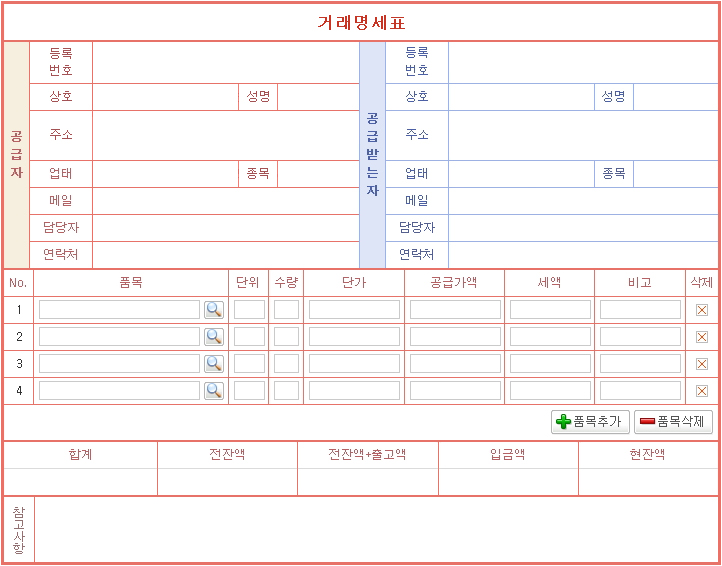 거래명세표
공급자
등록
번호
상호 성명
주소
업태 종목
메일
담당자
연락처
공급받는자
등록
번호
상호 성명
주소
업태 종목
메일
담당자
연락처
No. 품목 단위 수량 단가 공급가액 세액 비고 삭제
1
2
3
4
품목추가 품목삭제
합계 전잔액 전잔액+출고액 입금액 현잔액
참고사항